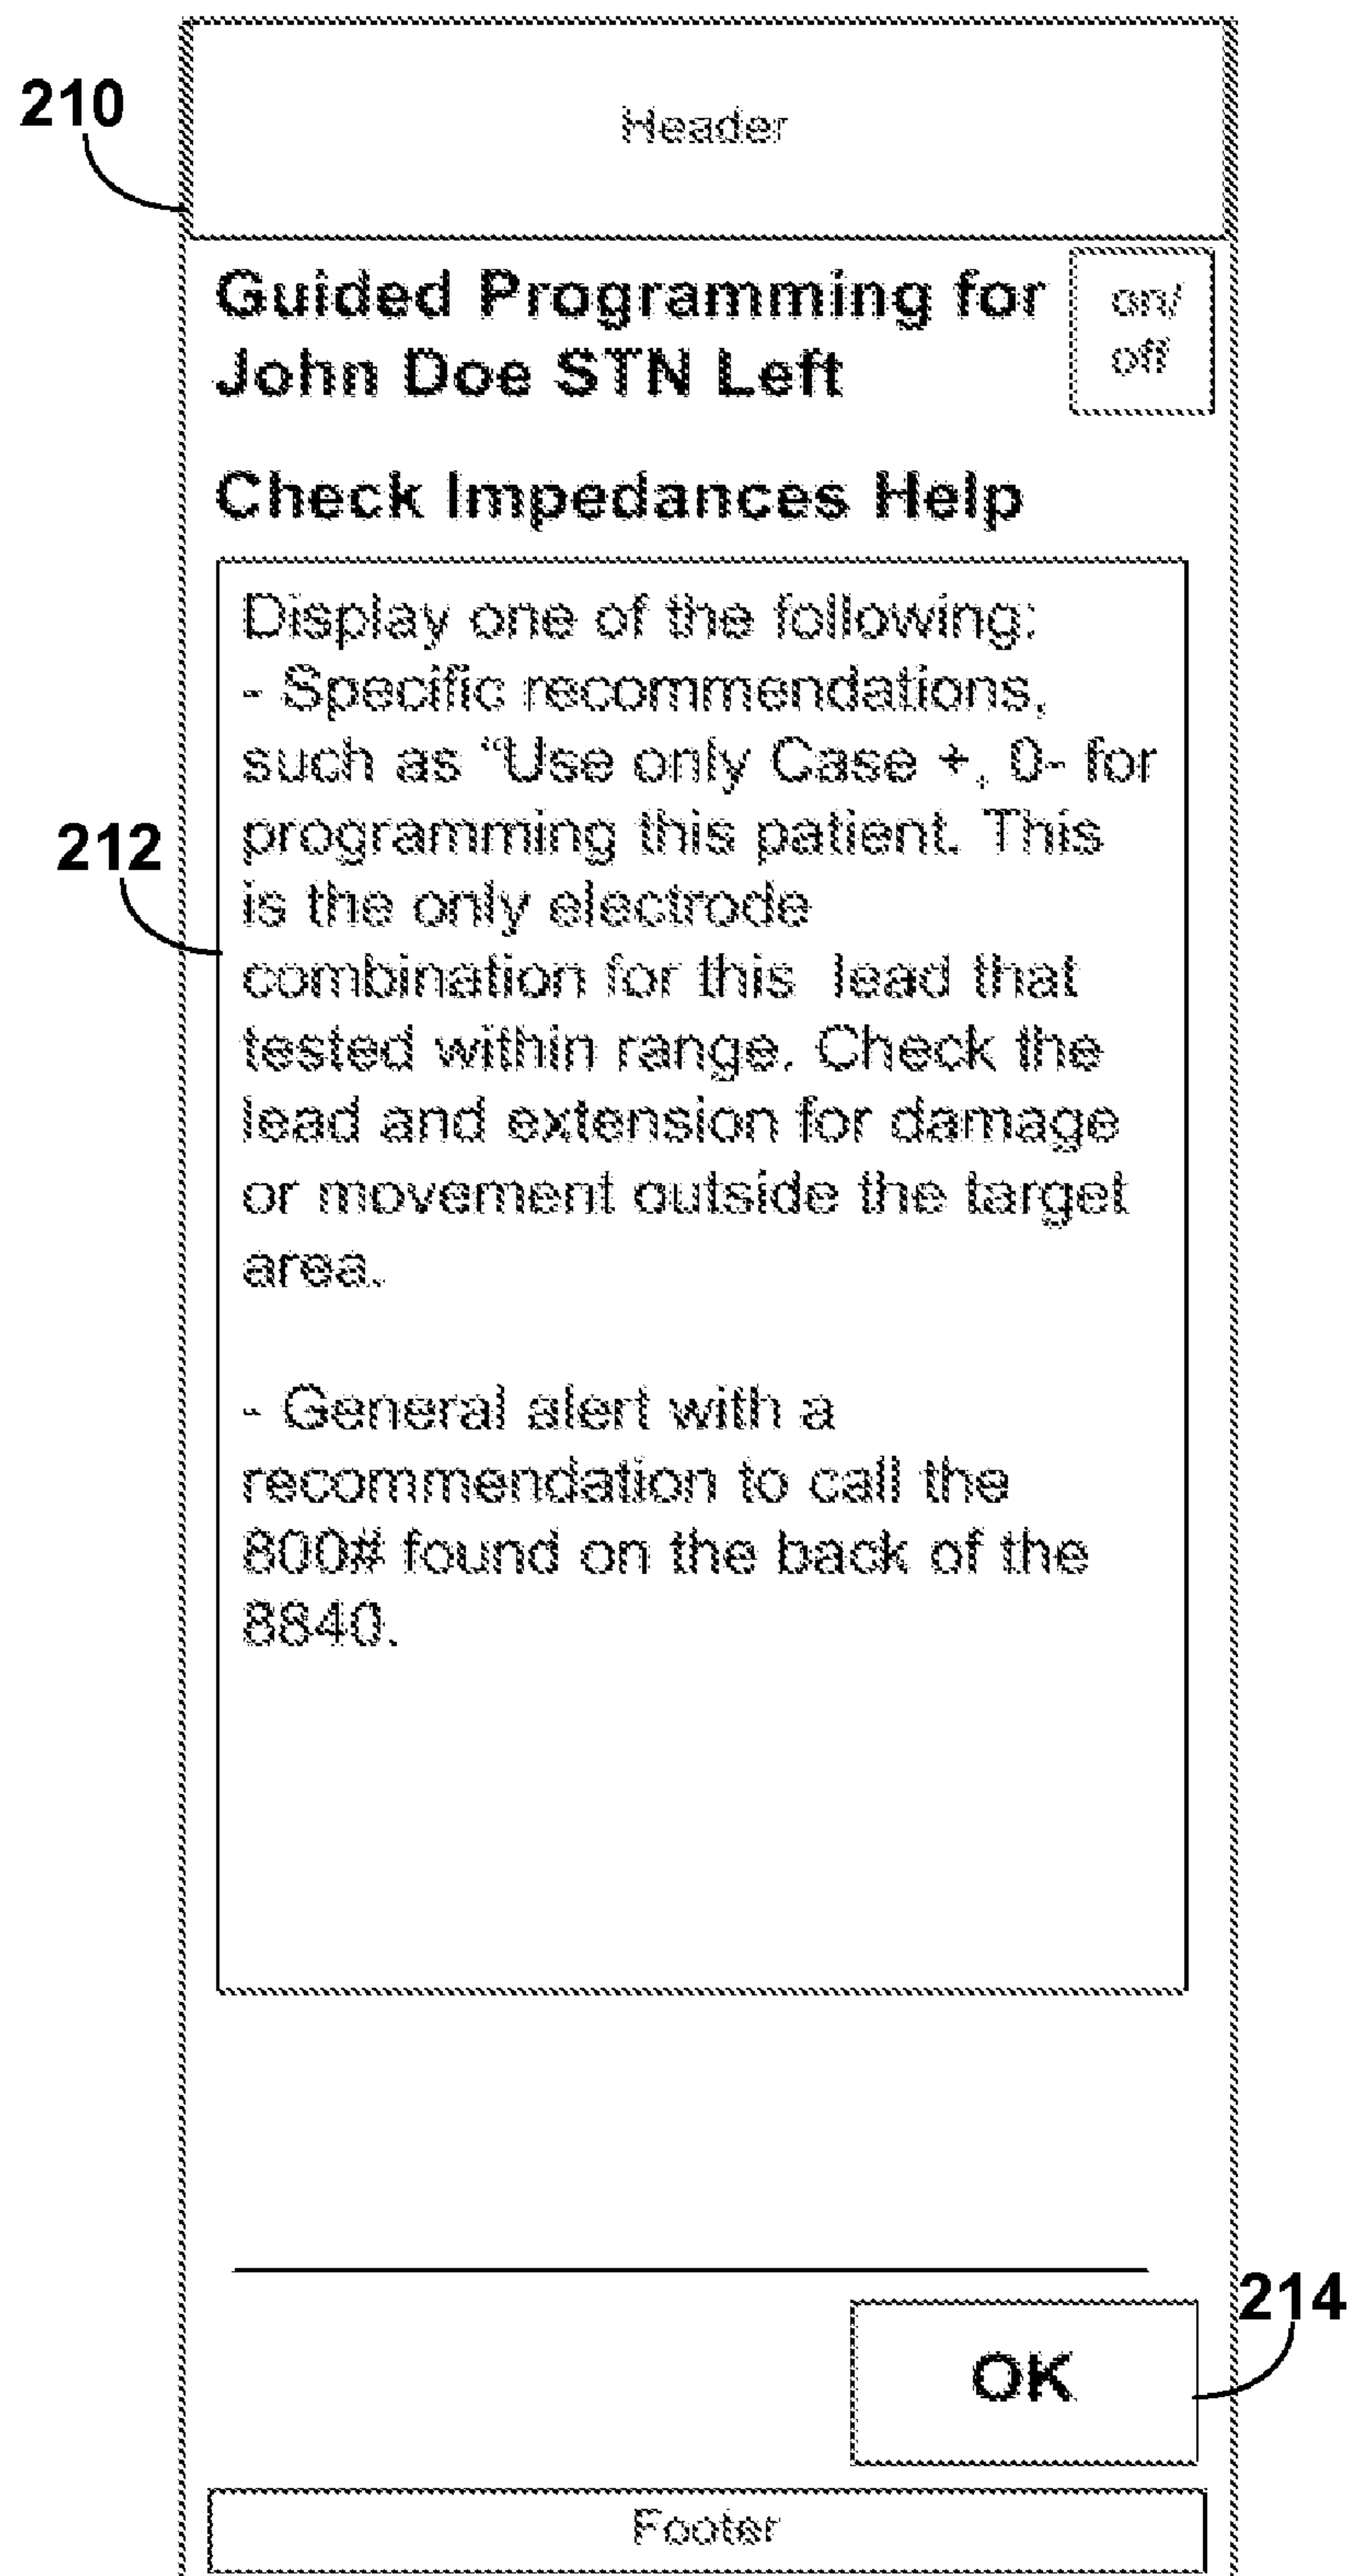 210
Header
Guided Programming for
John Doe STN Left
on/
off
Check Impedances Help
212
Display one of the following:
- Specific recommendations,
such as “Use only Case +, 0- for
programming this patient. This
is the only electrode
combination for this lead that
tested within range. Check the
lead and extension for damage
or movement outside the target
area.
- General alert with a
recommendation to call the
800# found on the back of the
8840.
214
OK
Footer